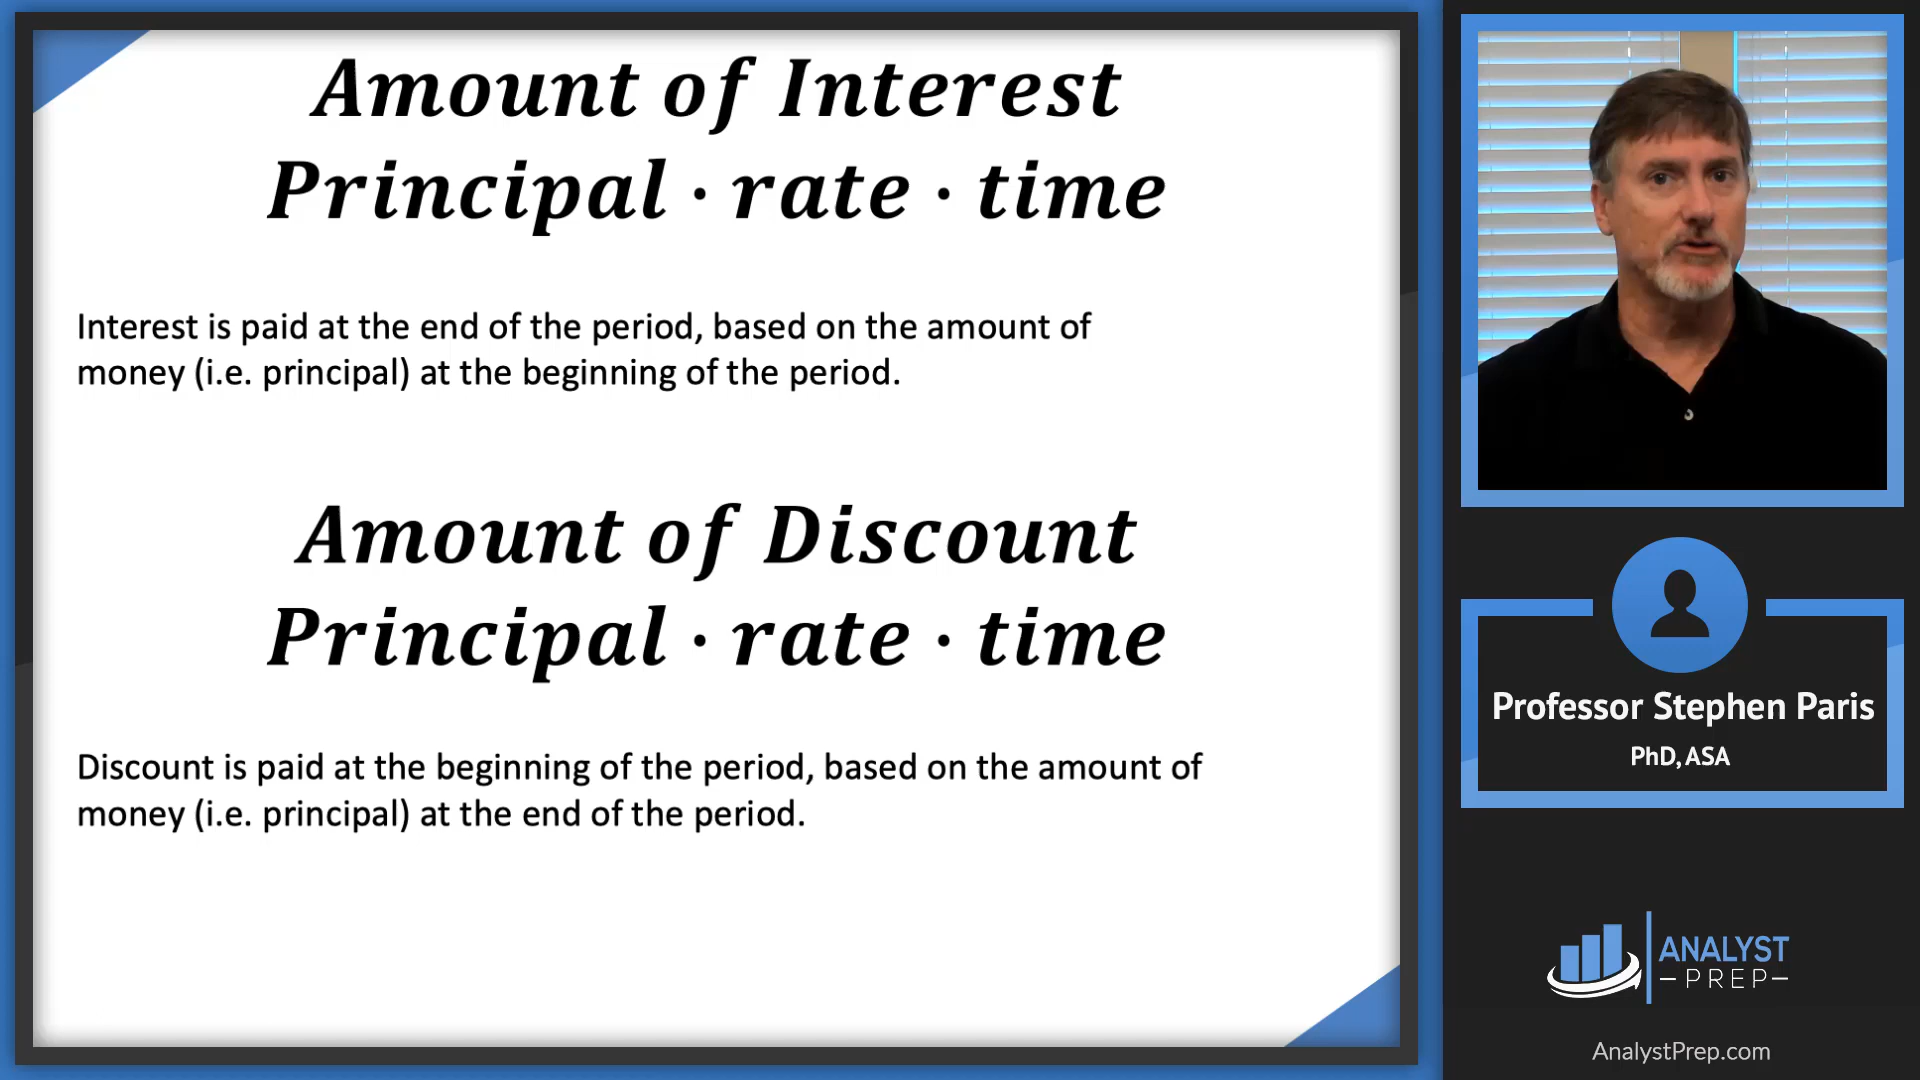 Amount of Interest
Principal · rate · time
Interest is paid at the end of the period, based on the amount of
money (i.e. principal) at the beginning of the period.
Amount of Discount
Principal · rate · time
Discount is paid at the beginning of the period, based on the amount of
money (i.e. principal) at the end of the period.
Professor Stephen Paris
PhD, ASA
ANALYST
–PREP–
AnalystPrep.com